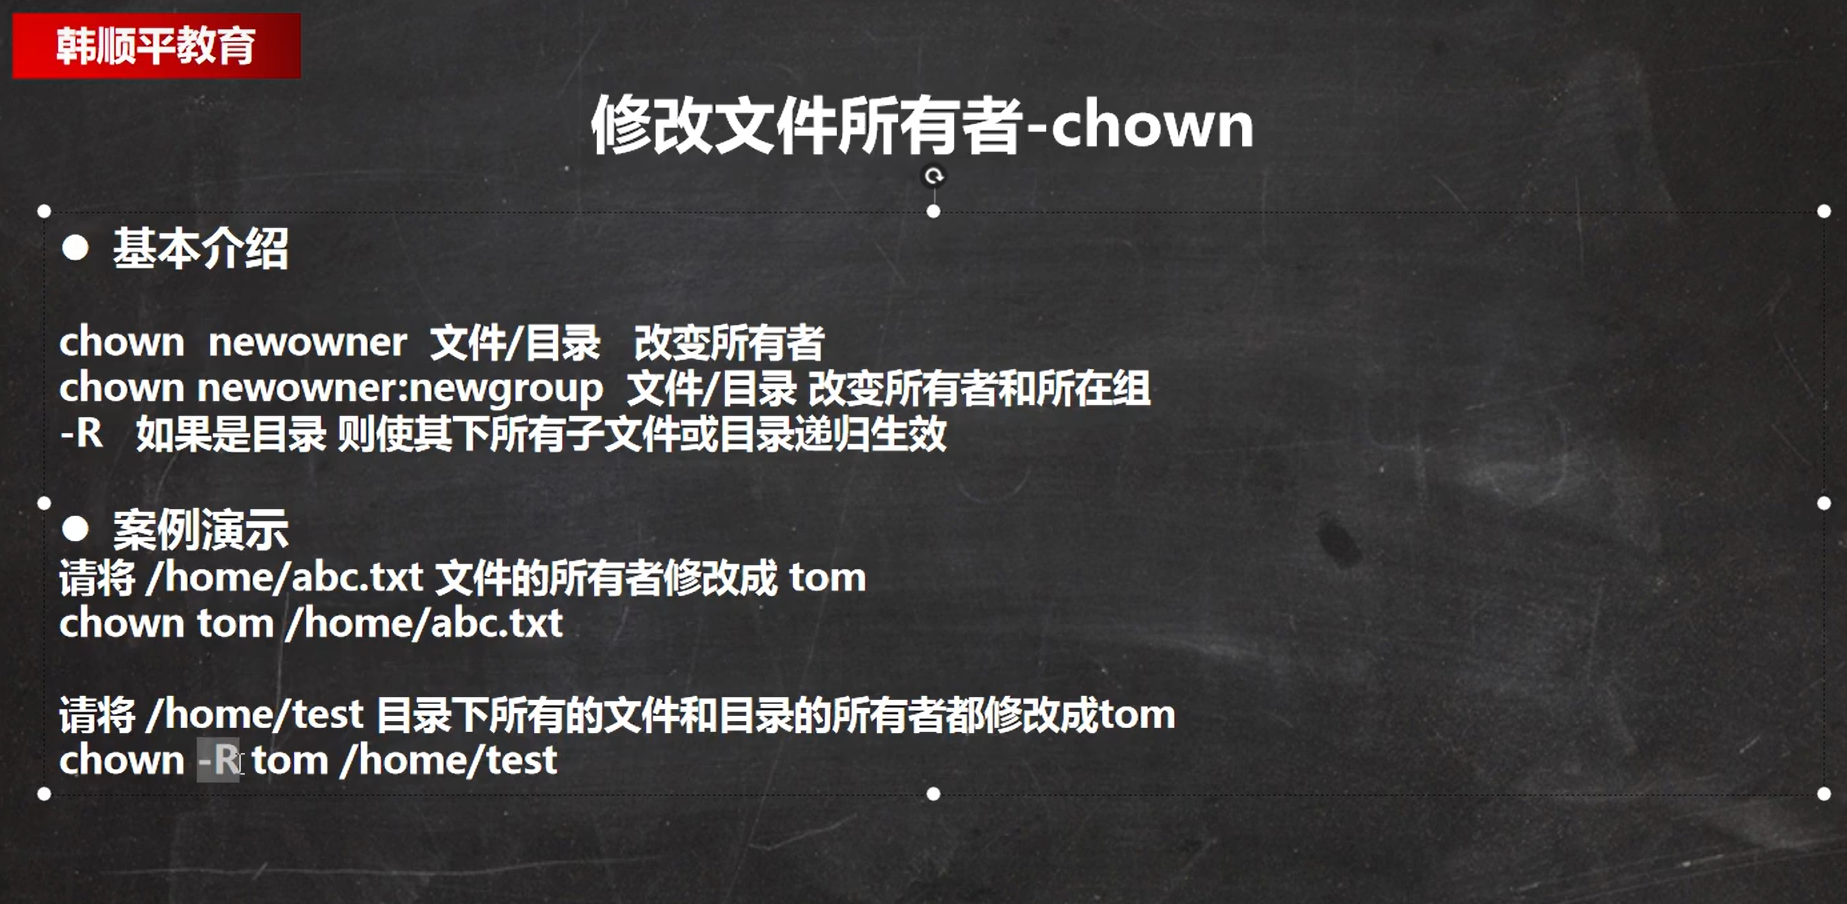 韩顺平教育
修改文件所有者-chown
● 基本介绍
chown newowner 文件/目录 改变所有者
chown newowner:newgroup 文件/目录 改变所有者和所在组
-R 如果是目录 则使其下所有子文件或目录递归生效
● 案例演示
请将 /home/abc.txt 文件的所有者修改成 tom
chown tom /home/abc.txt
请将 /home/test 目录下所有的文件和目录的所有者都修改成tom
chown -R tom /home/test